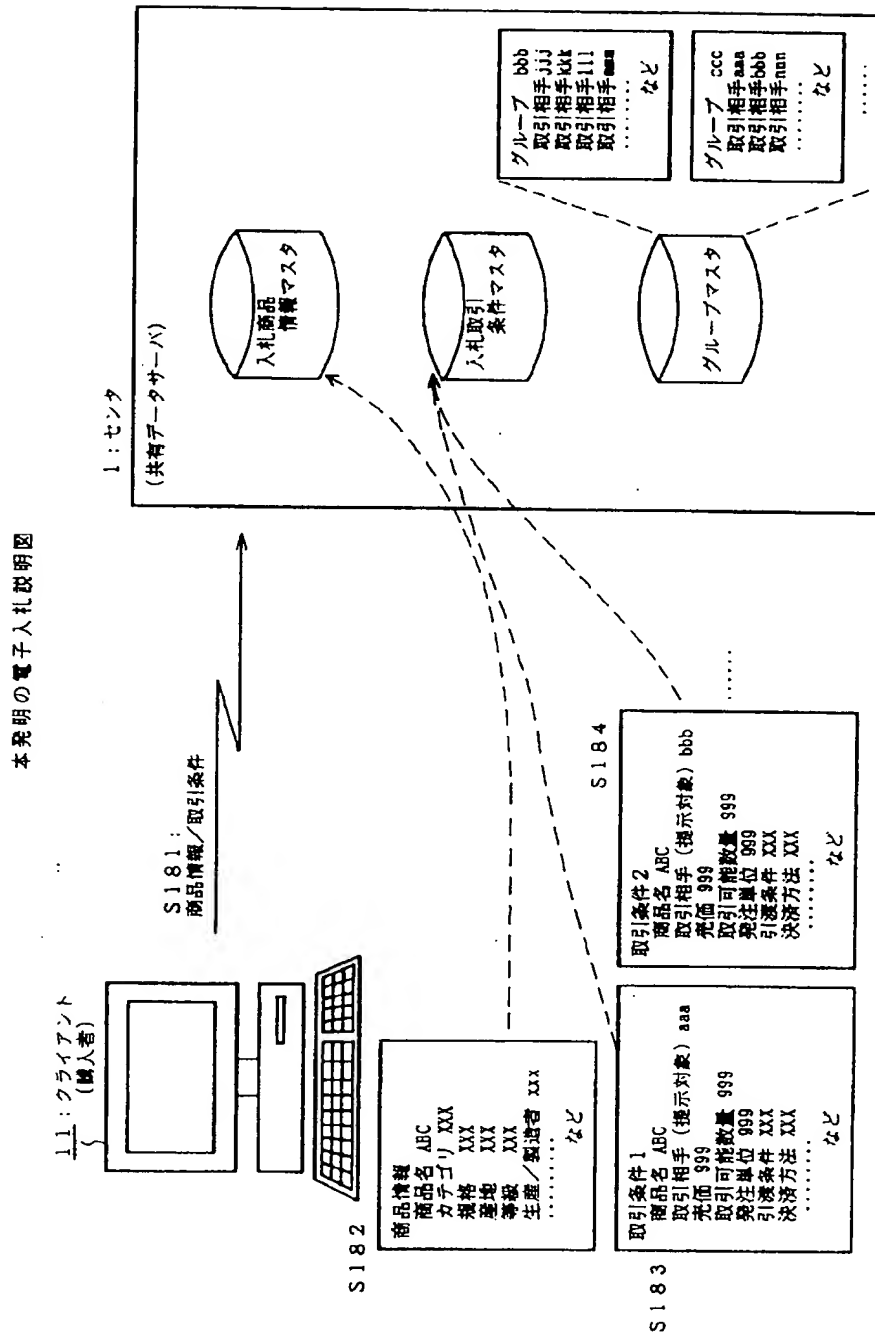 本発明の電子入札説明図
11:クライアント
(購入者)
S181:
商品情報/取引条件
1:センタ
(共有データサーバ)
入札商品
情報マスタ
入札取引
条件マスタ
グループマスタ
グループ bbb
取引相手jjj
取引相手kkk
取引相手lll
取引相手mmm
........
など
グループ ccc
取引相手aaa
取引相手bbb
取引相手nnn
........
など
......
S182
商品情報
商品名 ABC
カテゴリ XXX
規格 XXX
産地 XXX
等級 XXX
生産/製造者 xxx
........
など
S183
取引条件1
商品名 ABC
取引相手(提示対象) aaa
売価 999
取引可能数量 999
発注単位 999
引渡条件 XXX
決済方法 XXX
........
など
S184
取引条件2
商品名 ABC
取引相手(提示対象) bbb
売価 999
取引可能数量 999
発注単位 999
引渡条件 XXX
決済方法 XXX
........
など
......